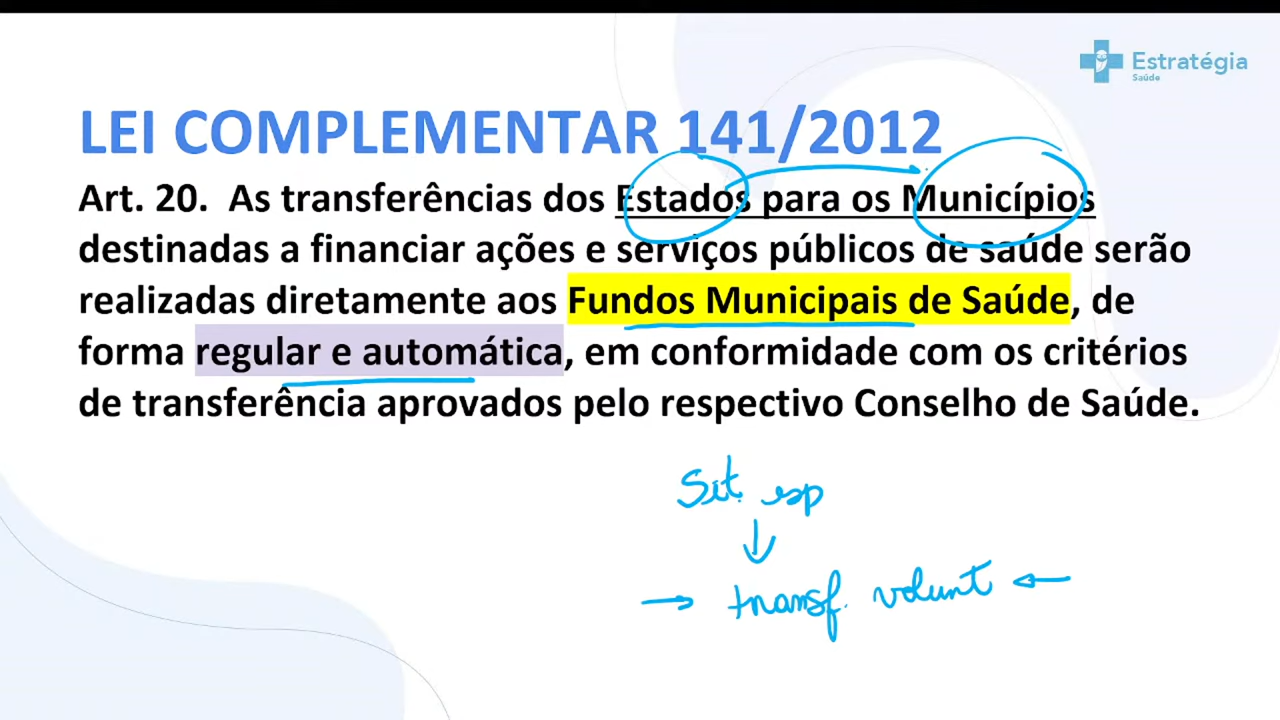 Estratégia
Saúde
LEI COMPLEMENTAR 141/2012
Art. 20. As transferências dos Estados para os Municípios
destinadas a financiar ações e serviços públicos de saúde serão
realizadas diretamente aos Fundos Municipais de Saúde, de
forma regular e automática, em conformidade com os critérios
de transferência aprovados pelo respectivo Conselho de Saúde.
Sit. esp
transf. volunt